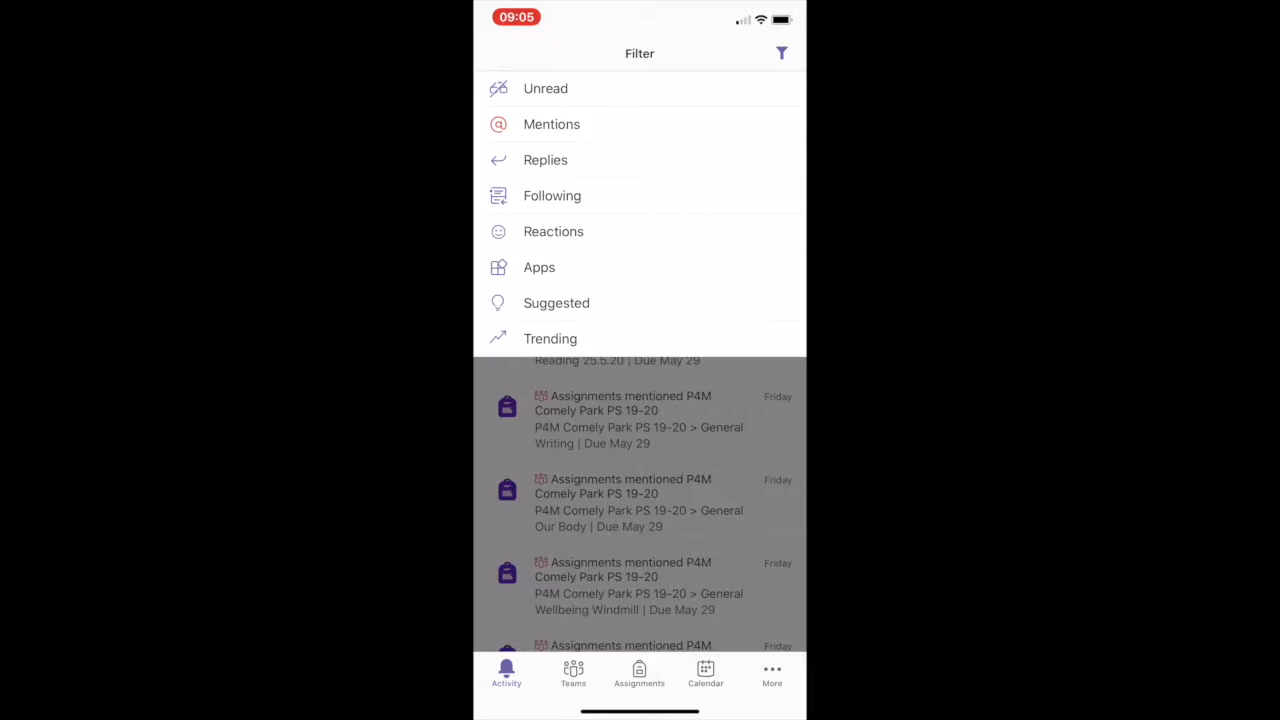 09:05
Filter
Unread
Mentions
Replies
Following
Reactions
Apps
Suggested
Trending
Reading 25.5.20 | Due May 29
Assignments mentioned P4M Friday
Comely Park PS 19-20
P4M Comely Park PS 19-20 > General
Writing | Due May 29
Assignments mentioned P4M Friday
Comely Park PS 19-20
P4M Comely Park PS 19-20 > General
Our Body | Due May 29
Assignments mentioned P4M Friday
Comely Park PS 19-20
P4M Comely Park PS 19-20 > General
Wellbeing Windmill | Due May 29
Assignments mentioned P4M Friday
Activity Teams Assignments Calendar More